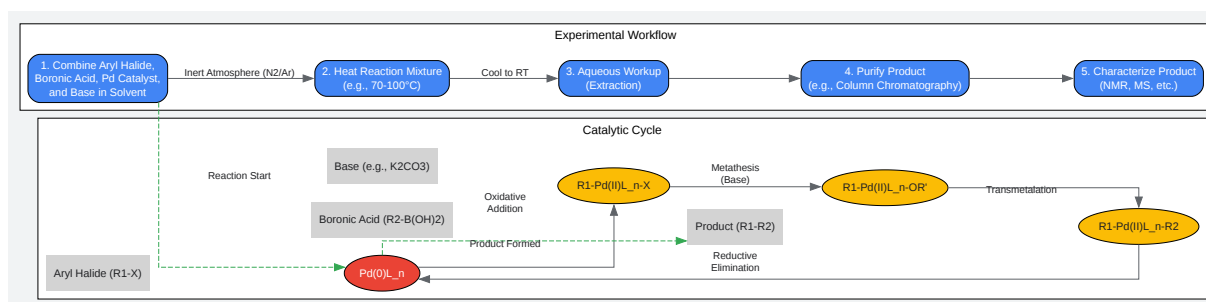 Experimental Workflow
1. Combine Aryl Halide,
Boronic Acid, Pd Catalyst,
and Base in Solvent
Inert Atmosphere (N2/Ar)
2. Heat Reaction Mixture
(e.g., 70-100°C)
Cool to RT
3. Aqueous Workup
(Extraction)
4. Purify Product
(e.g., Column Chromatography)
5. Characterize Product
(NMR, MS, etc.)
Catalytic Cycle
Reaction Start
Base (e.g., K2CO3)
Boronic Acid (R2-B(OH)2)
Aryl Halide (R1-X)
Pd(0)L_n
Oxidative
Addition
Product Formed
R1-Pd(II)L_n-X
Metathesis
(Base)
R1-Pd(II)L_n-OR'
Transmetalation
R1-Pd(II)L_n-R2
Product (R1-R2)
Reductive
Elimination